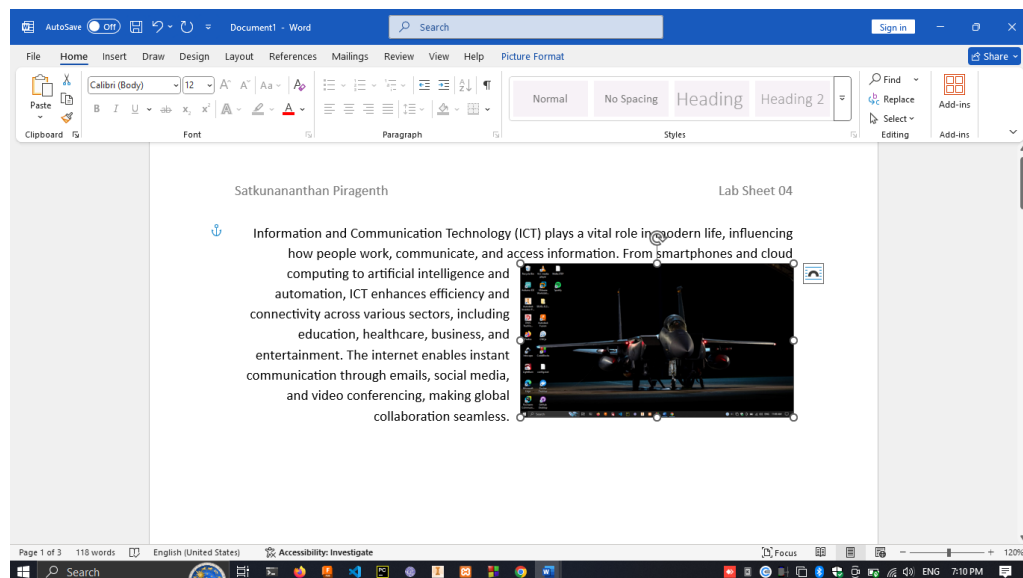 AutoSave Off Document1 - Word Search Sign in
File Home Insert Draw Design Layout References Mailings Review View Help Picture Format Share
Calibri (Body) 12 Aa
Normal No Spacing Heading Heading 2
Find
Replace
Select
Paste
Add-ins
Clipboard Font Paragraph Styles Editing Add-ins
Satkunananthan Piragenth Lab Sheet 04
Information and Communication Technology (ICT) plays a vital role in modern life, influencing
how people work, communicate, and access information. From smartphones and cloud
computing to artificial intelligence and
automation, ICT enhances efficiency and
connectivity across various sectors, including
education, healthcare, business, and
entertainment. The internet enables instant
communication through emails, social media,
and video conferencing, making global
collaboration seamless.
Page 1 of 3 118 words English (United States) Accessibility: Investigate Focus 120%
Search ENG 7:10 PM